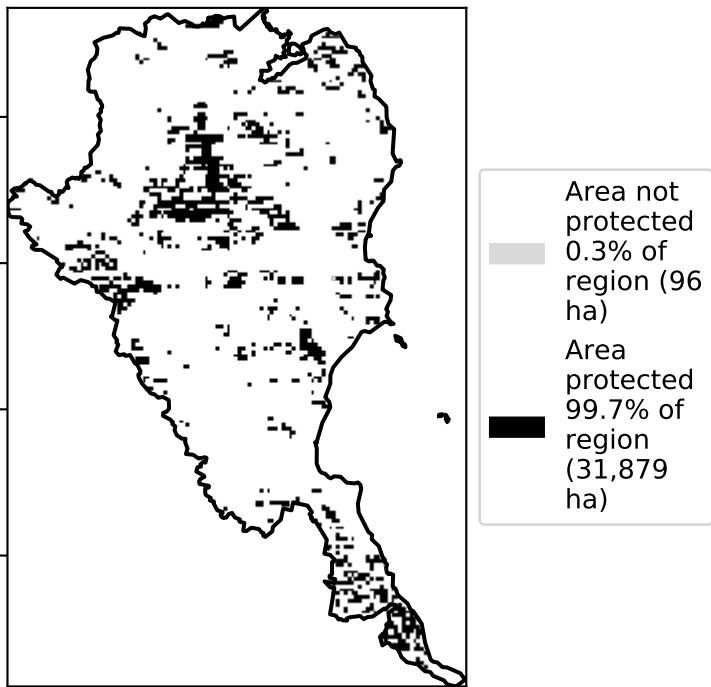 Area not
protected
0.3% of
region (96
ha)
Area
protected
99.7% of
region
(31,879
ha)